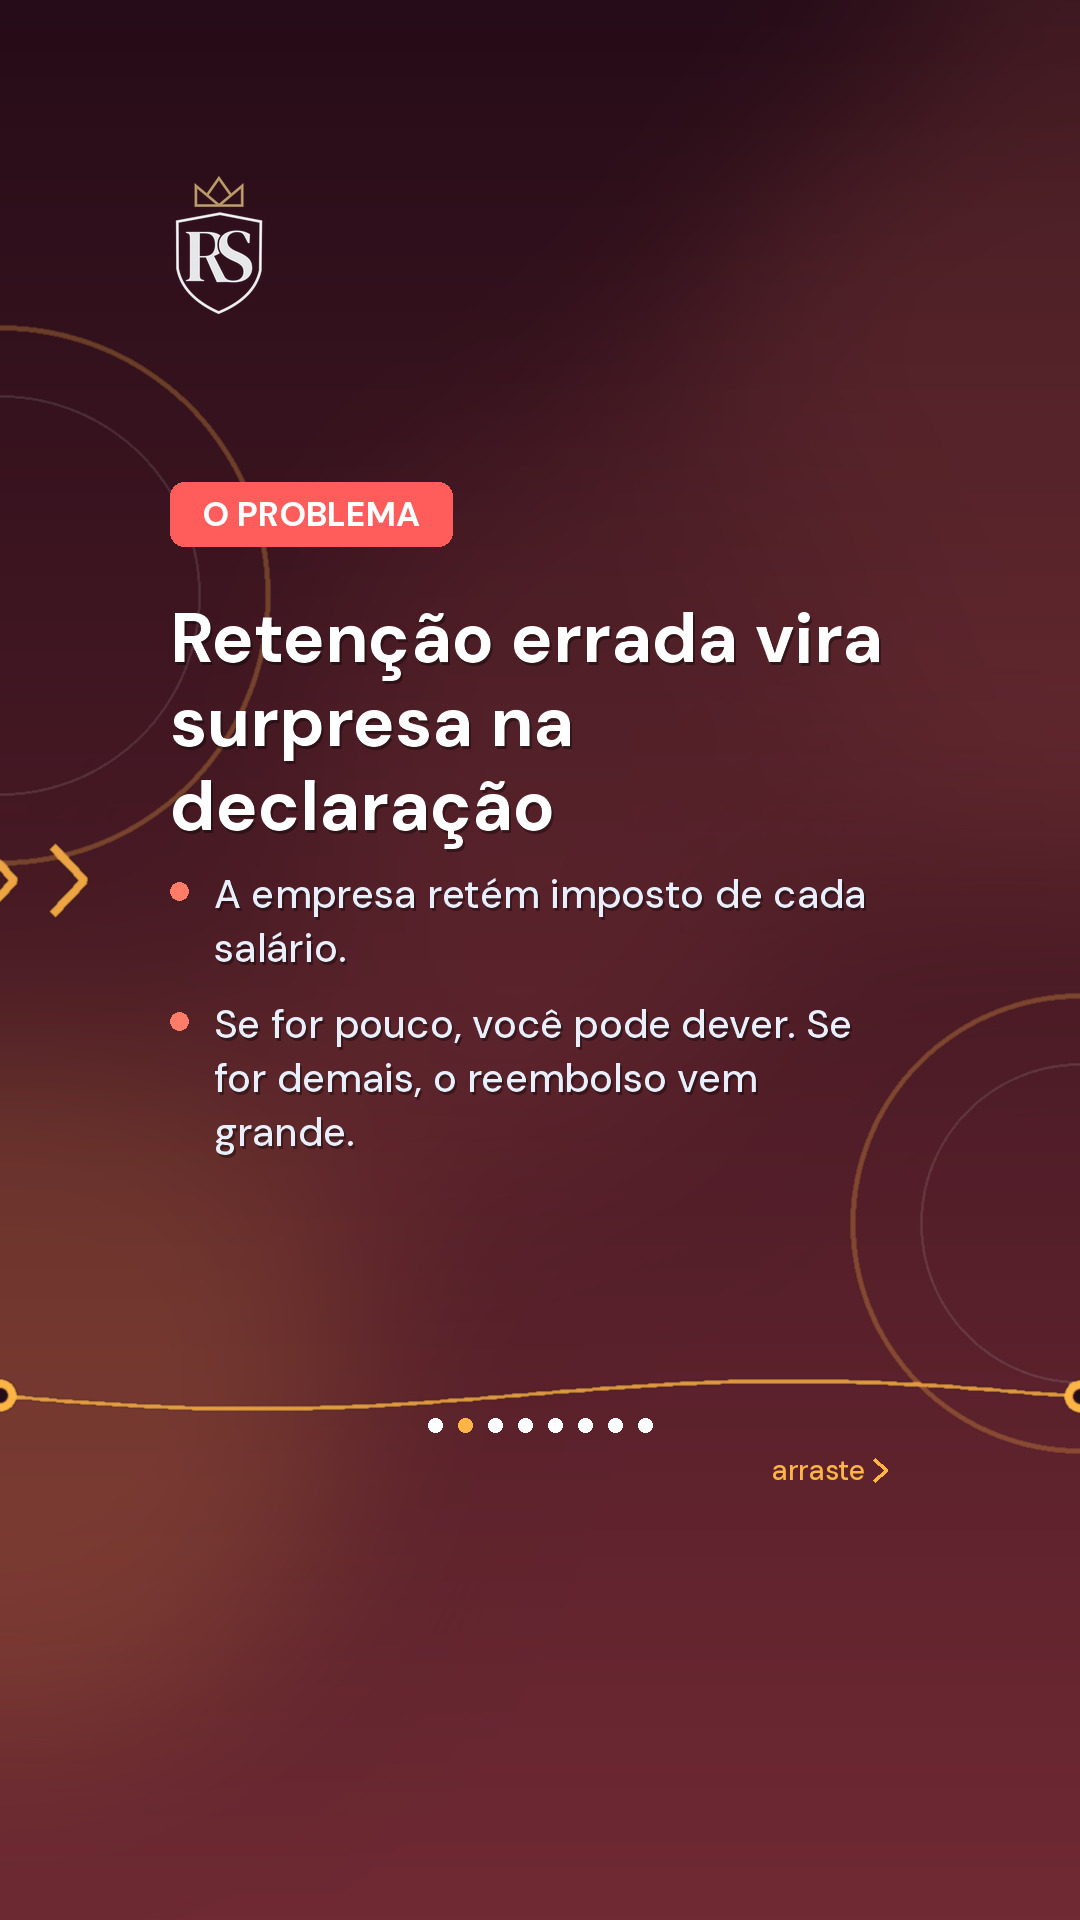 RS
O PROBLEMA
Retenção errada vira
surpresa na
declaração
A empresa retém imposto de cada
salário.
Se for pouco, você pode dever. Se
for demais, o reembolso vem
grande.
arraste